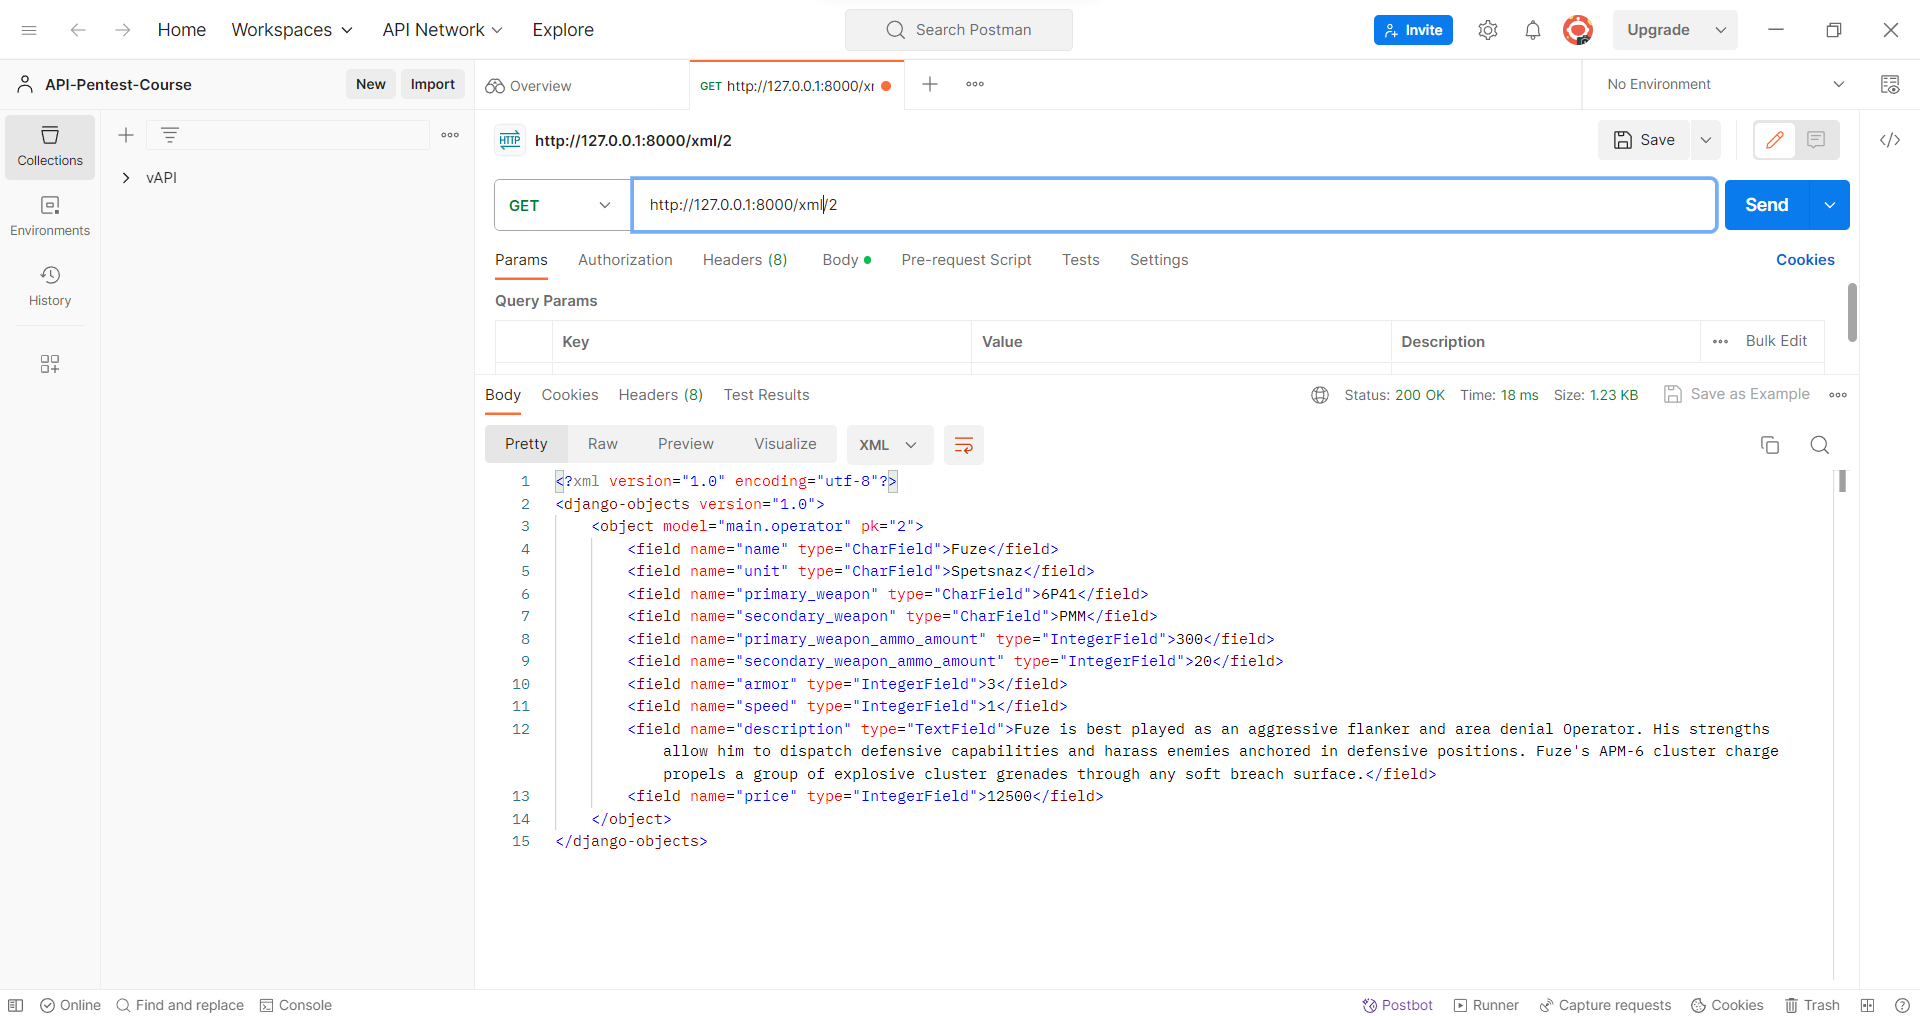 Home Workspaces API Network Explore Search Postman Invite Upgrade
API-Pentest-Course New Import Overview GET http://127.0.0.1:8000/xı No Environment
HTTP http://127.0.0.1:8000/xml/2 Save
Collections
vAPI
GET http://127.0.0.1:8000/xml/2 Send
Environments
Params Authorization Headers (8) Body Pre-request Script Tests Settings Cookies
History
Query Params
Key Value Description Bulk Edit
Body Cookies Headers (8) Test Results Status: 200 OK Time: 18 ms Size: 1.23 KB Save as Example
Pretty Raw Preview Visualize XML
1 <?xml version="1.0" encoding="utf-8"?>
2 <django-objects version="1.0">
3 <object model="main.operator" pk="2">
4 <field name="name" type="CharField">Fuze</field>
5 <field name="unit" type="CharField">Spetsnaz</field>
6 <field name="primary_weapon" type="CharField">6P41</field>
7 <field name="secondary_weapon" type="CharField">PMM</field>
8 <field name="primary_weapon_ammo_amount" type="IntegerField">300</field>
9 <field name="secondary_weapon_ammo_amount" type="IntegerField">20</field>
10 <field name="armor" type="IntegerField">3</field>
11 <field name="speed" type="IntegerField">1</field>
12 <field name="description" type="TextField">Fuze is best played as an aggressive flanker and area denial Operator. His strengths
allow him to dispatch defensive capabilities and harass enemies anchored in defensive positions. Fuze's APM-6 cluster charge
propels a group of explosive cluster grenades through any soft breach surface.</field>
13 <field name="price" type="IntegerField">12500</field>
14 </object>
15 </django-objects>
Online Find and replace Console Postbot Runner Capture requests Cookies Trash